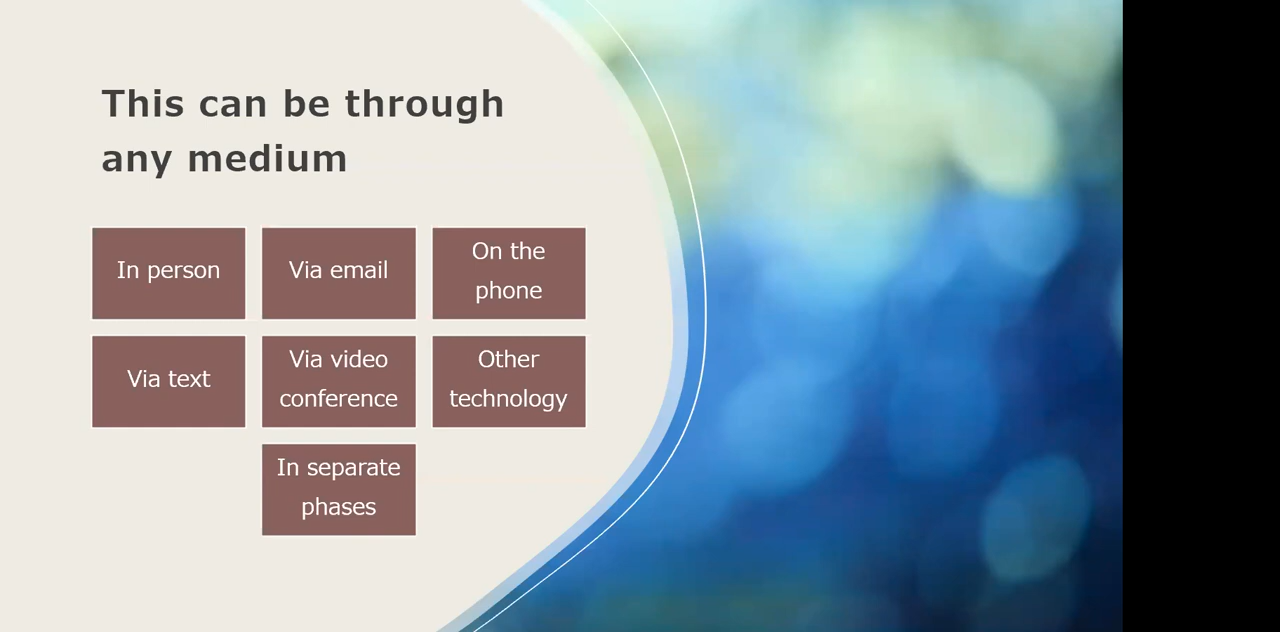 This can be through
any medium
In person
Via email
On the
phone
Via text
Via video
conference
Other
technology
In separate
phases